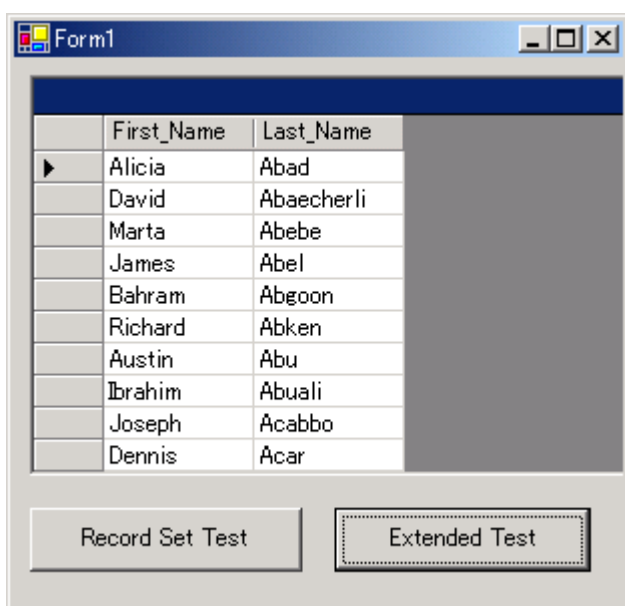 Form1
First_Name Last_Name
Alicia Abad
David Abaecherli
Marta Abebe
James Abel
Bahram Abgoon
Richard Abken
Austin Abu
Ibrahim Abuali
Joseph Acabbo
Dennis Acar
Record Set Test Extended Test